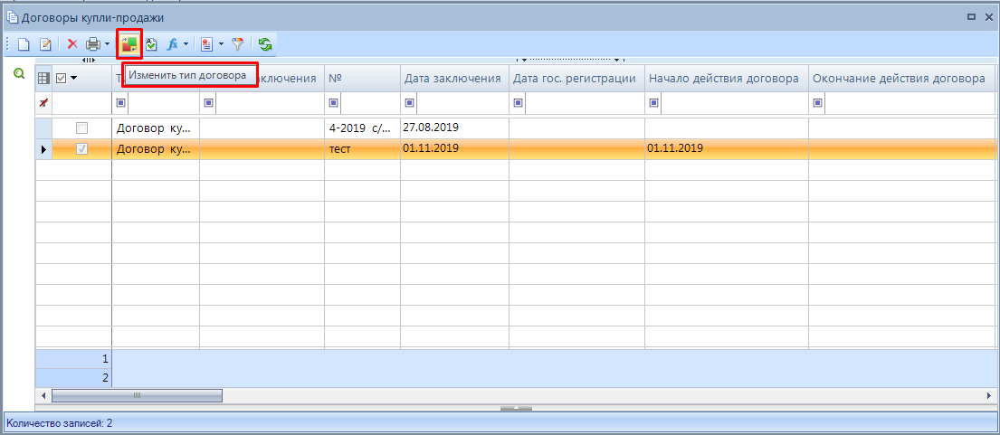 Договоры купли-продажи
Изменить тип договора
Т
ключения
№
Дата заключения
Дата гос. регистрации
Начало действия договора
Окончание действия договора
Договор ку...
4-2019 с/...
27.08.2019
Договор ку...
тест
01.11.2019
01.11.2019
1
2
Количество записей: 2